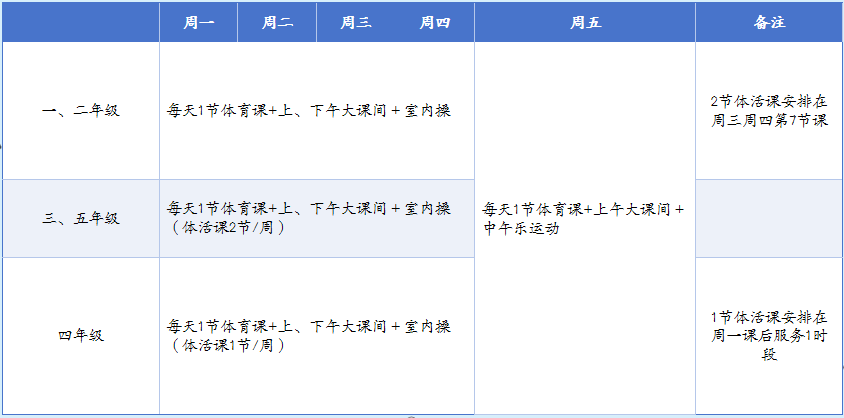 周一 周二 周三 周四 周五 备注
一、二年级
每天1节体育课+上、下午大课间＋室内操
2节体活课安排在
周三周四第7节课
三、五年级
每天1节体育课+上、下午大课间＋室内操
（体活课2节/周）
每天1节体育课+上午大课间＋
中午乐运动
四年级
每天1节体育课+上、下午大课间＋室内操
（体活课1节/周）
1节体活课安排在
周一课后服务1时
段